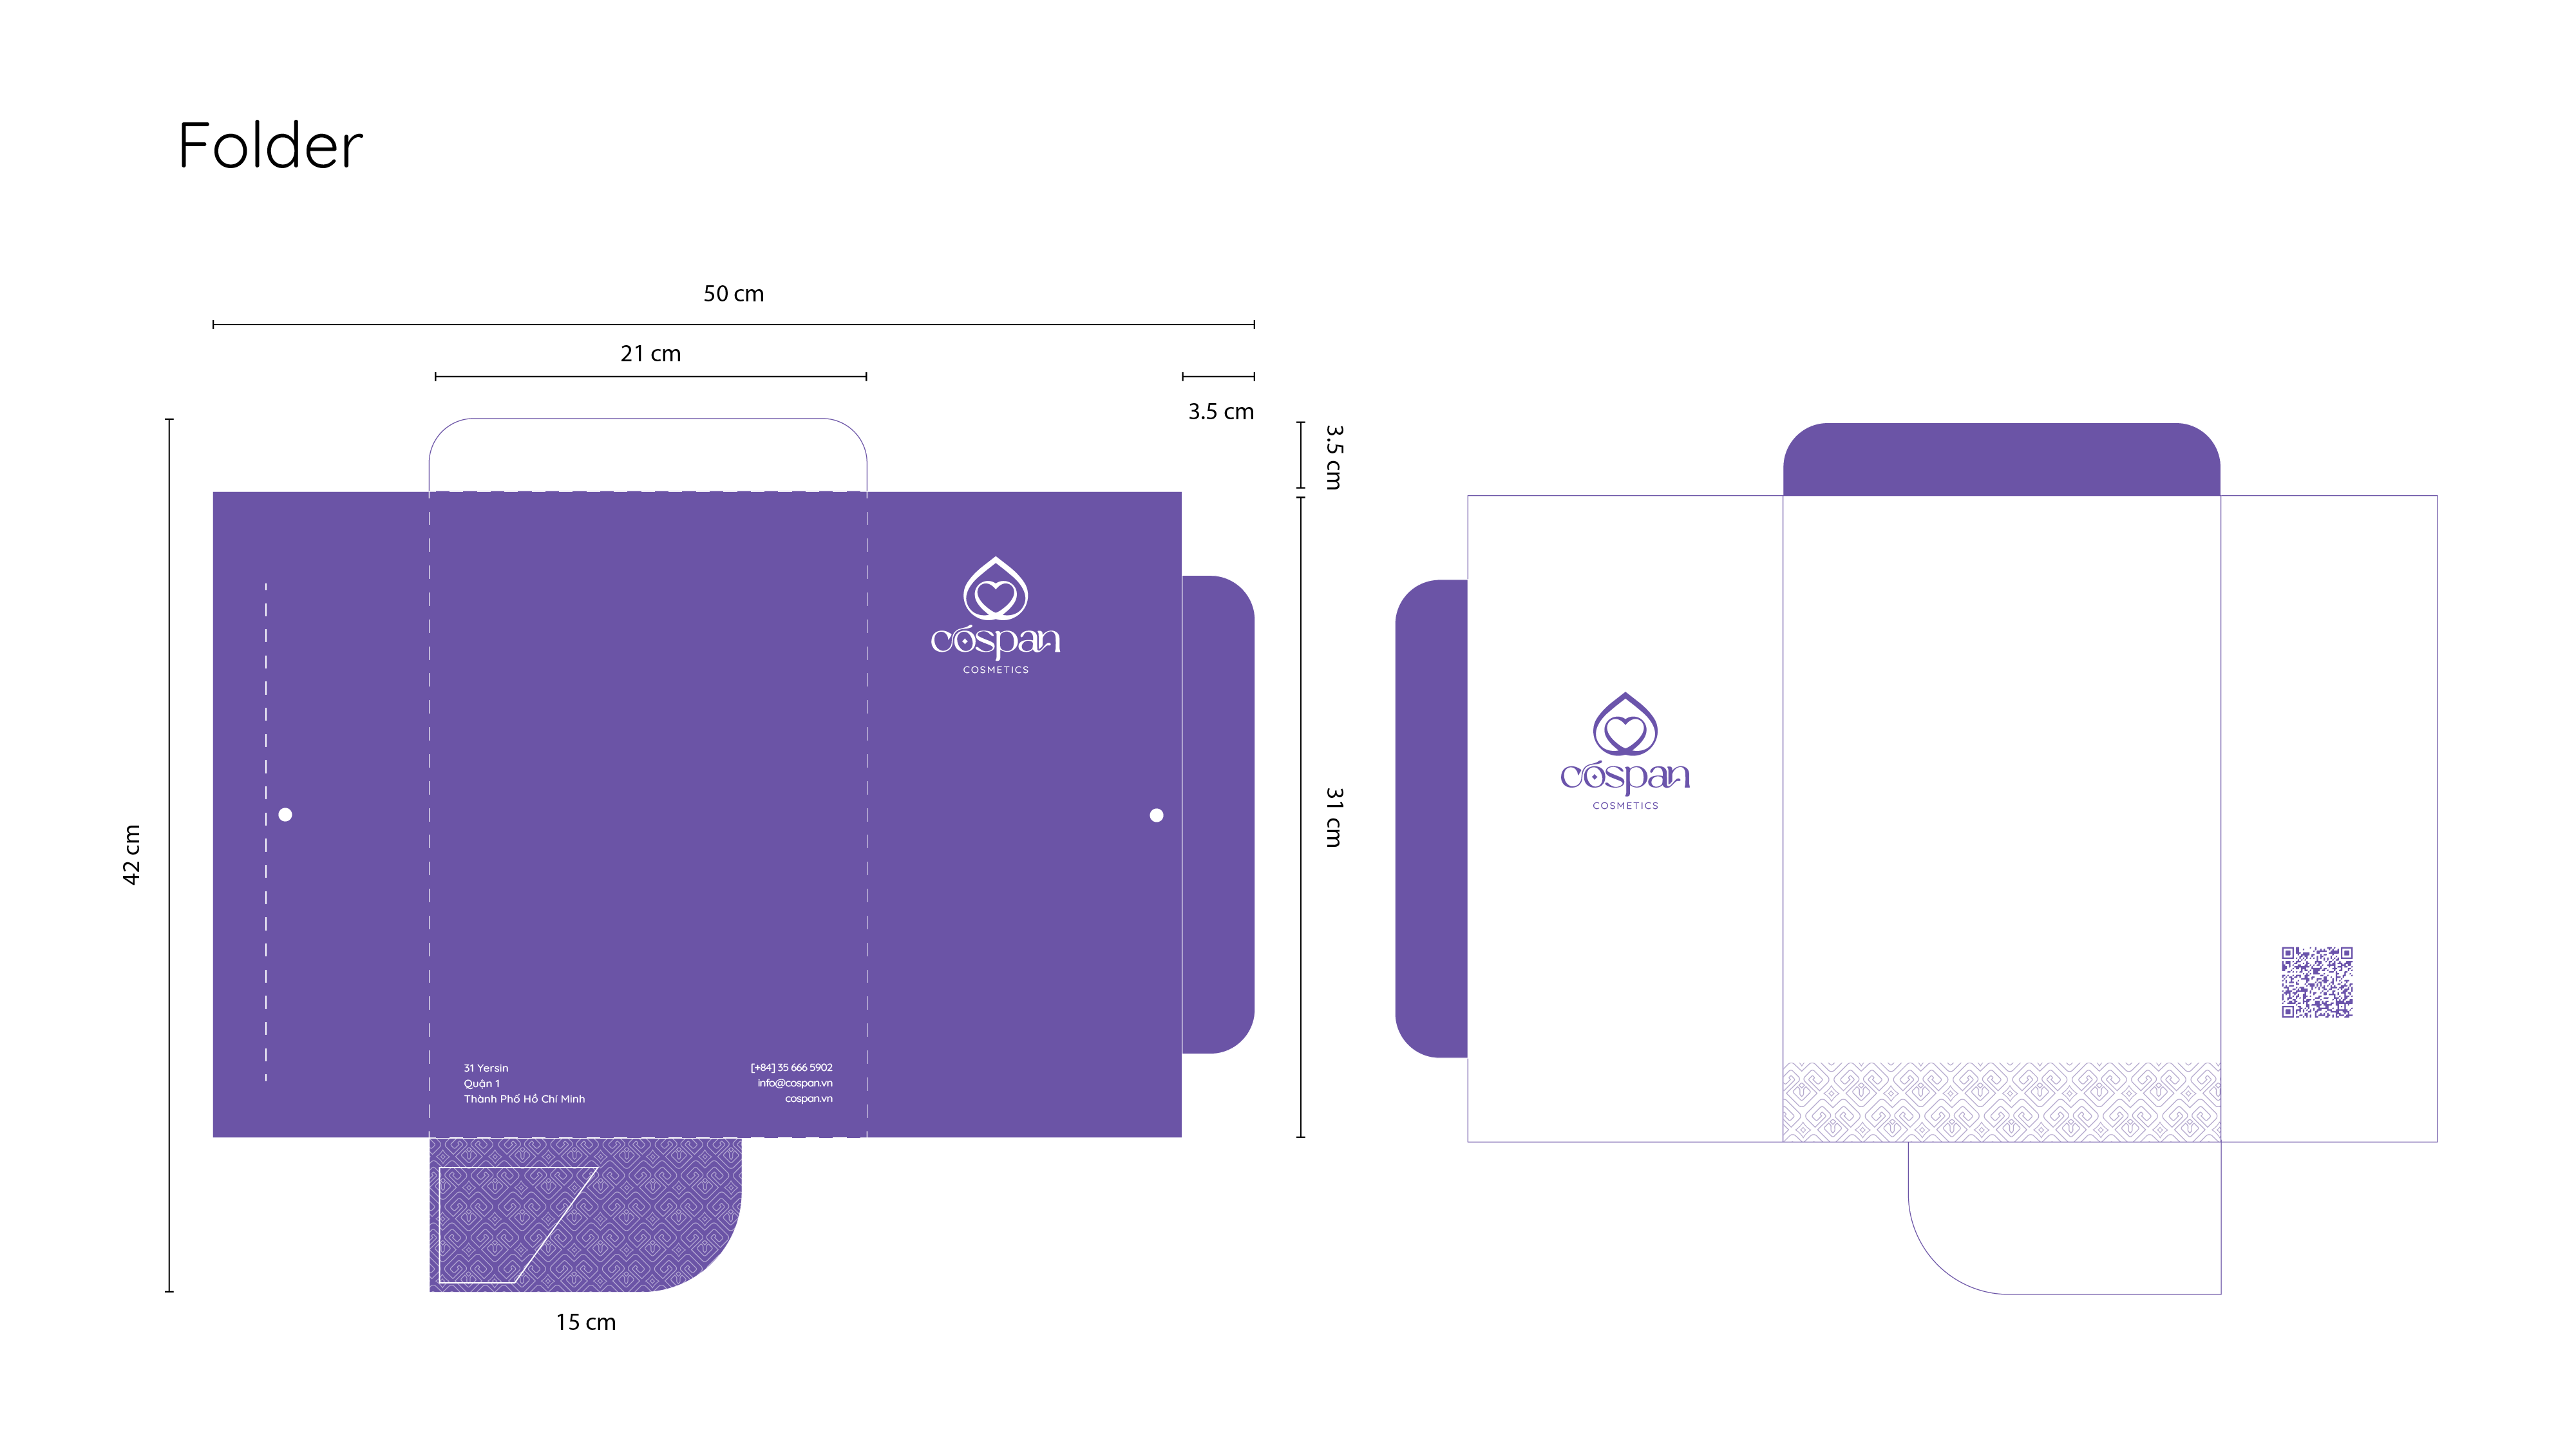 Folder
50 cm
21 cm
3.5 cm
3.5 cm
42 cm
31 cm
cóspan
COSMETICS
cóspan
COSMETICS
31 Yersin
Quận 1
Thành Phố Hồ Chí Minh
[+84] 35 666 5902
info@cospan.vn
cospan.vn
15 cm